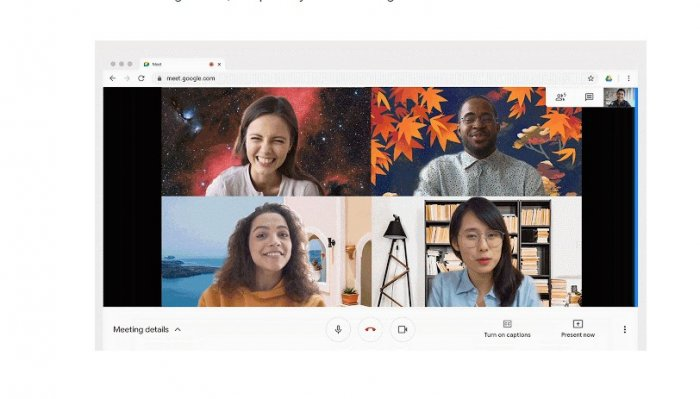 Meet
meet.google.com
Meeting details
Turn on captions
Present now